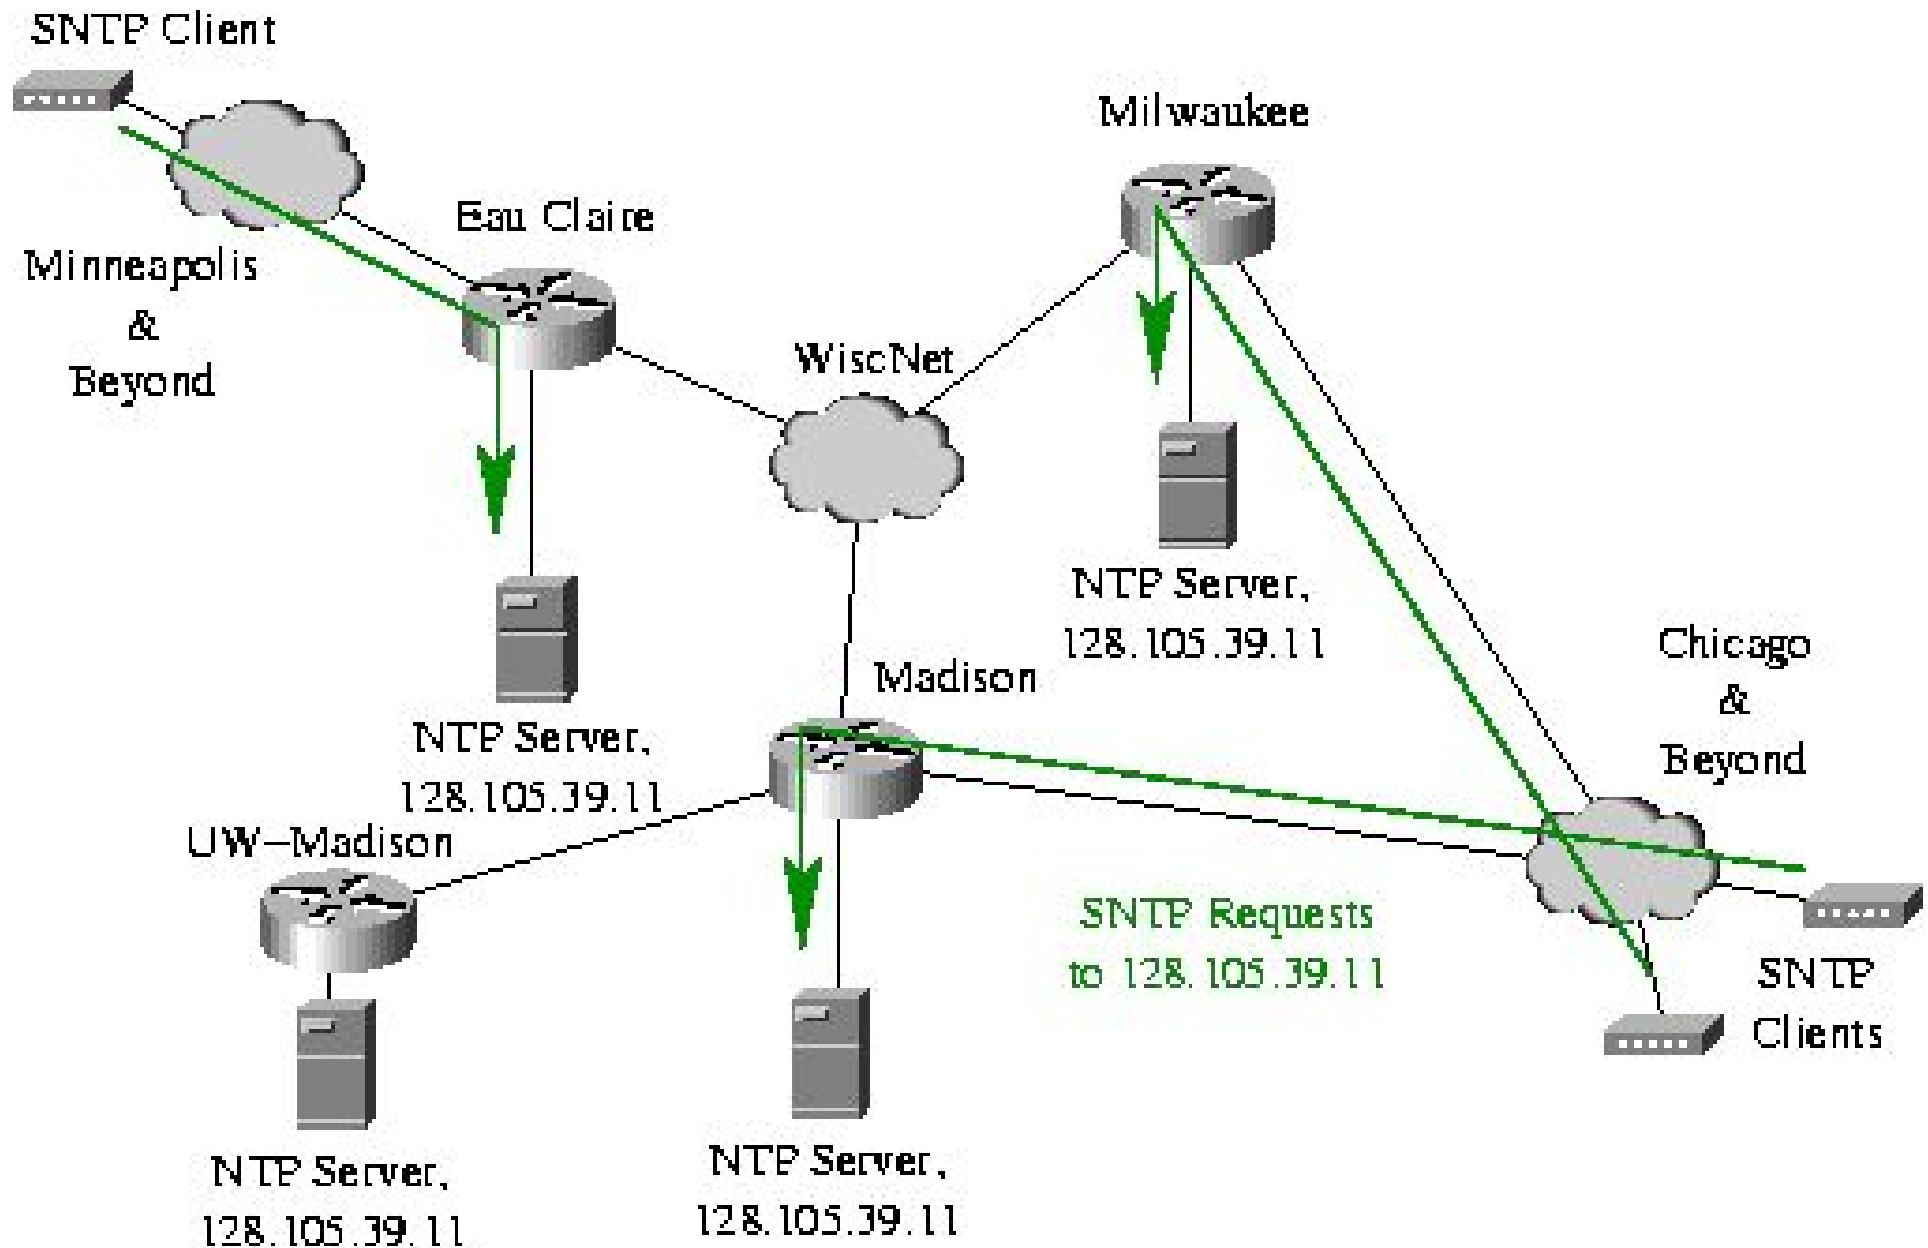 SNTP Client
Milwaukee
Eau Claire
Minneapolis
&
Beyond
WiscNet
NTP Server,
128.105.39.11
Chicago
&
Beyond
Madison
NTP Server,
128.105.39.11
UW-Madison
SNTP Requests
to 128.105.39.11
SNTP
Clients
NTP Server,
128.105.39.11
NTP Server,
128.105.39.11